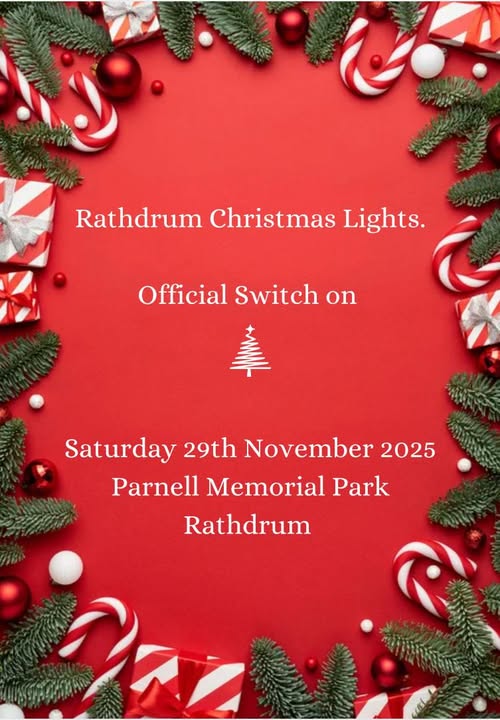 Rathdrum Christmas Lights.
Official Switch on
Saturday 29th November 2025
Parnell Memorial Park
Rathdrum